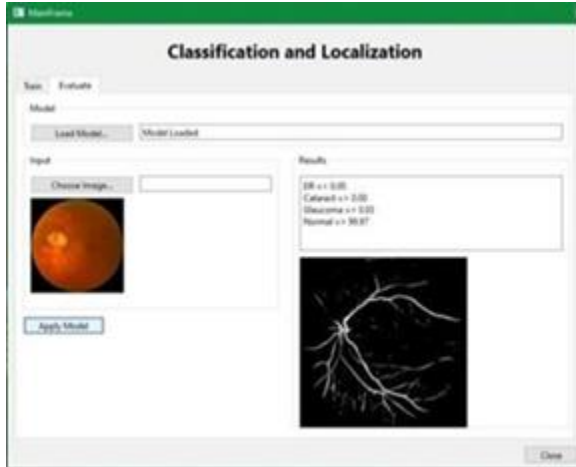 MainFrame
Classification and Localization
Train Evaluate
Model
Load Model... Model Loaded
Input
Choose Image...
Apply Model
Results
DR => 0.05
Cataract => 0.00
Glaucoma => 0.03
Normal => 99.97
Close